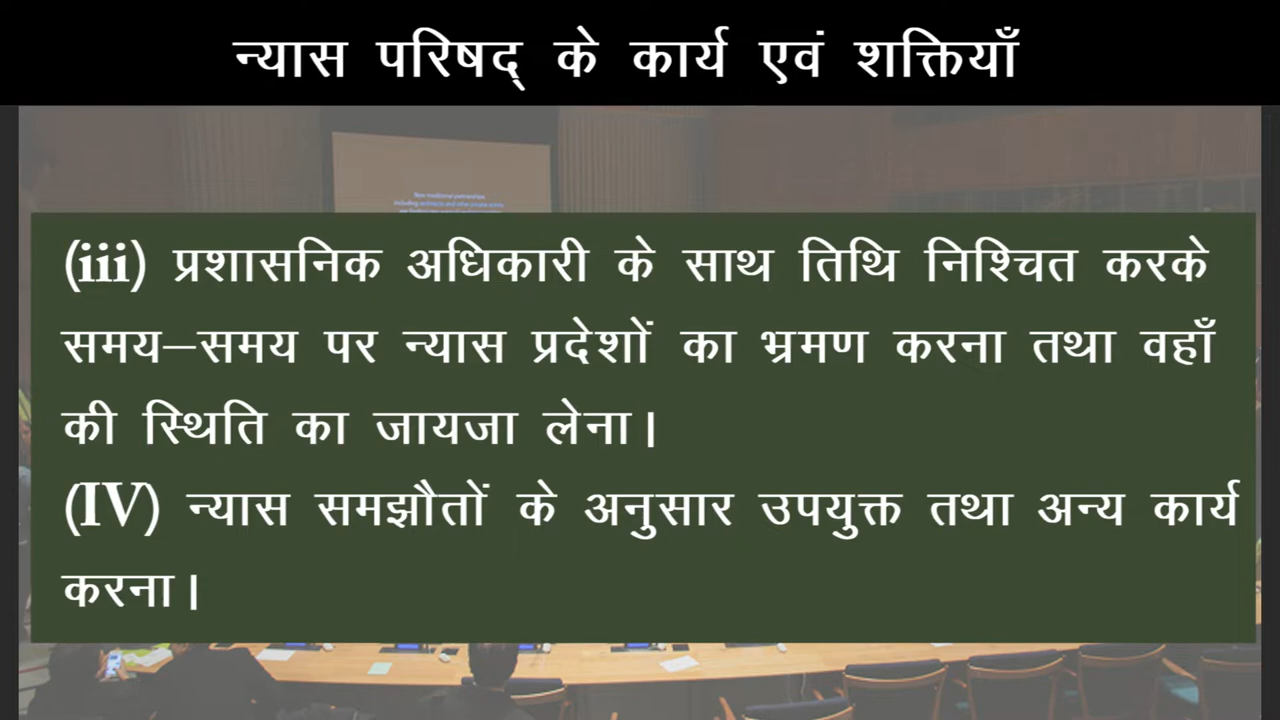 न्यास परिषद् के कार्य एवं शक्तियाँ
(iii) प्रशासनिक अधिकारी के साथ तिथि निश्चित करके
समय–समय पर न्यास प्रदेशों का भ्रमण करना तथा वहाँ
की स्थिति का जायजा लेना।
(IV) न्यास समझौतों के अनुसार उपयुक्त तथा अन्य कार्य
करना।